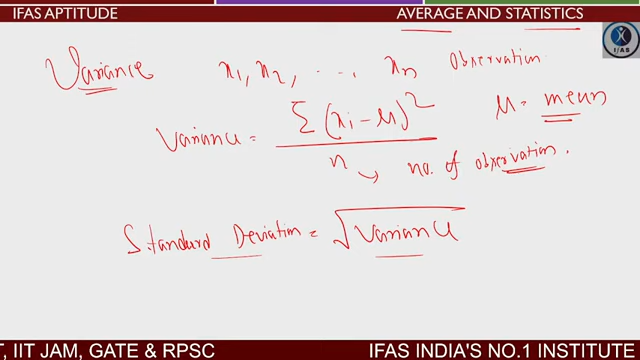 IFAS APTITUDE
AVERAGE AND STATISTICS
IFAS
Variance x1, x2, ... xn observation
Variance = Σ(xi - μ)² / n
μ = mean
no. of observation.
Standard Deviation = √Variance
, IIT JAM, GATE & RPSC
IFAS INDIA'S NO.1 INSTITUTE